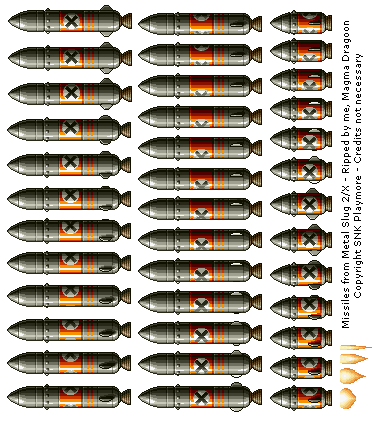 Missiles from Metal Slug 2/X - Ripped by me, Magma Dragoon
Copyright SNK Playmore - Credits not necessary